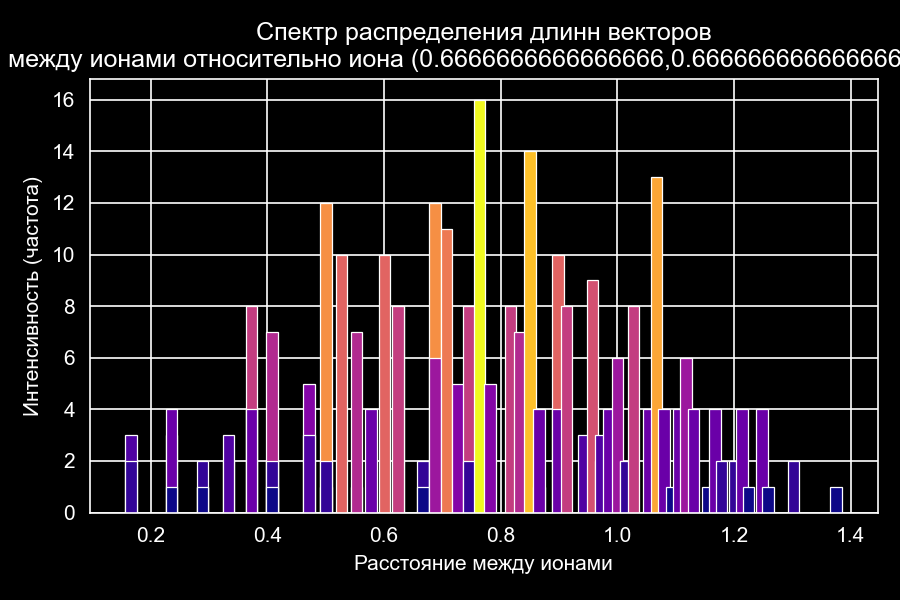 Спектр распределения длинн векторов
между ионами относительно иона (0.6666666666666666,0.666666666666666
Интенсивность (частота)
16
14
12
10
8
6
4
2
0
0.2 0.4 0.6 0.8 1.0 1.2 1.4
Расстояние между ионами